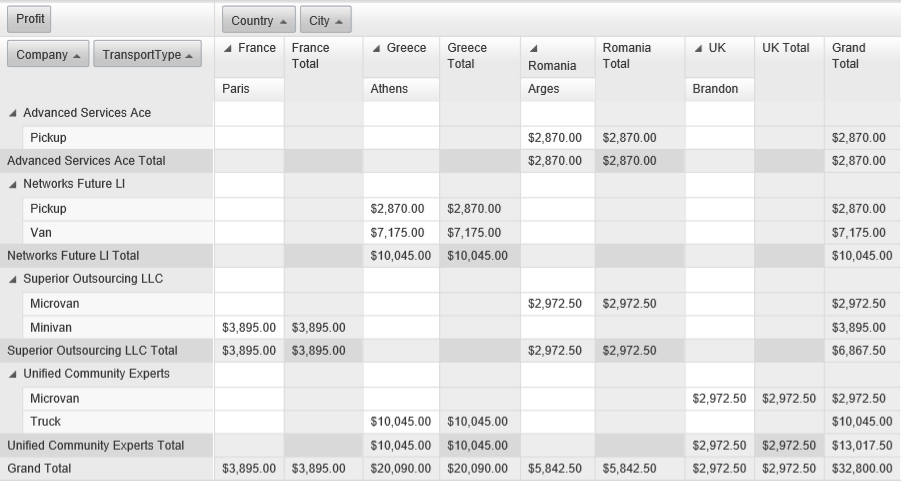 Profit Country City
Company TransportType France France Total Greece Greece Total Romania Romania Total UK UK Total Grand Total
Paris Athens Arges Brandon
Advanced Services Ace
Pickup $2,870.00 $2,870.00 $2,870.00
Advanced Services Ace Total $2,870.00 $2,870.00 $2,870.00
Networks Future LI
Pickup $2,870.00 $2,870.00 $2,870.00
Van $7,175.00 $7,175.00 $7,175.00
Networks Future LI Total $10,045.00 $10,045.00 $10,045.00
Superior Outsourcing LLC
Microvan $2,972.50 $2,972.50 $2,972.50
Minivan $3,895.00 $3,895.00 $3,895.00
Superior Outsourcing LLC Total $3,895.00 $3,895.00 $2,972.50 $2,972.50 $6,867.50
Unified Community Experts
Microvan $2,972.50 $2,972.50 $2,972.50
Truck $10,045.00 $10,045.00 $10,045.00
Unified Community Experts Total $10,045.00 $10,045.00 $2,972.50 $2,972.50 $13,017.50
Grand Total $3,895.00 $3,895.00 $20,090.00 $20,090.00 $5,842.50 $5,842.50 $2,972.50 $2,972.50 $32,800.00